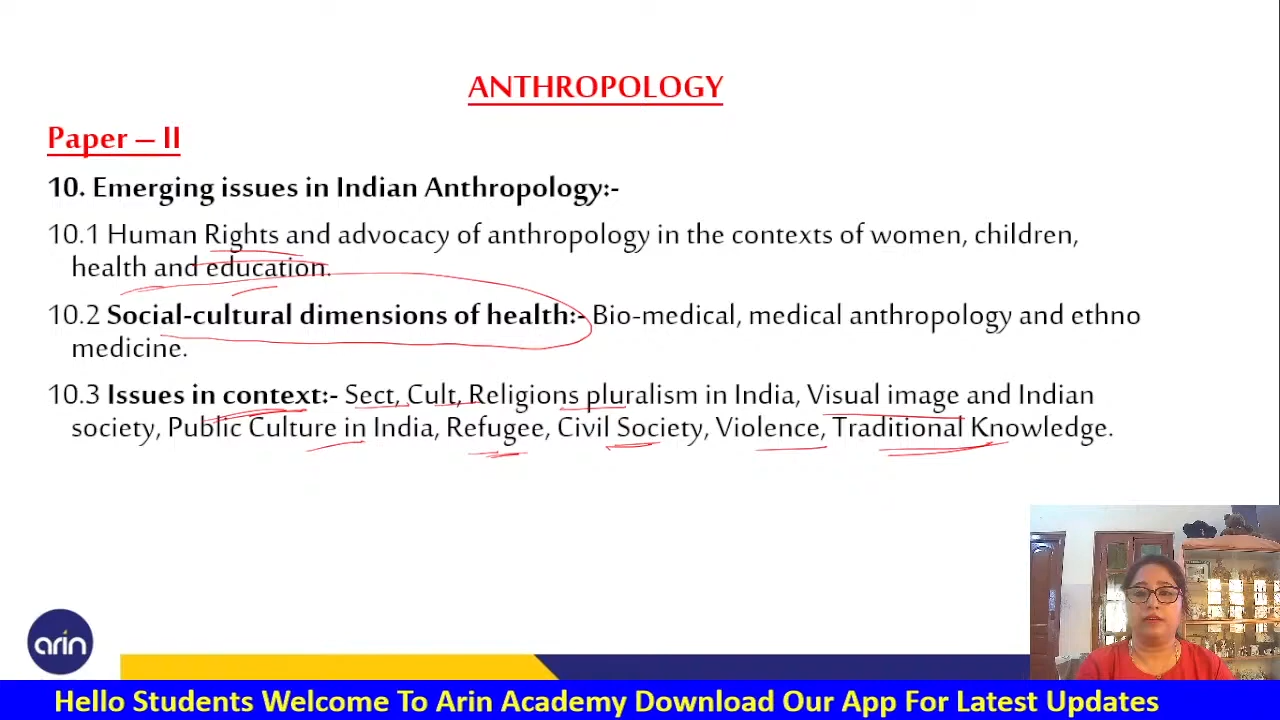 ANTHROPOLOGY
Paper – II
10. Emerging issues in Indian Anthropology:-
10.1 Human Rights and advocacy of anthropology in the contexts of women, children,
health and education.
10.2 Social-cultural dimensions of health:- Bio-medical, medical anthropology and ethno
medicine.
10.3 Issues in context:- Sect, Cult, Religions pluralism in India, Visual image and Indian
society, Public Culture in India, Refugee, Civil Society, Violence, Traditional Knowledge.
arin
Hello Students Welcome To Arin Academy Download Our App For Latest Updates